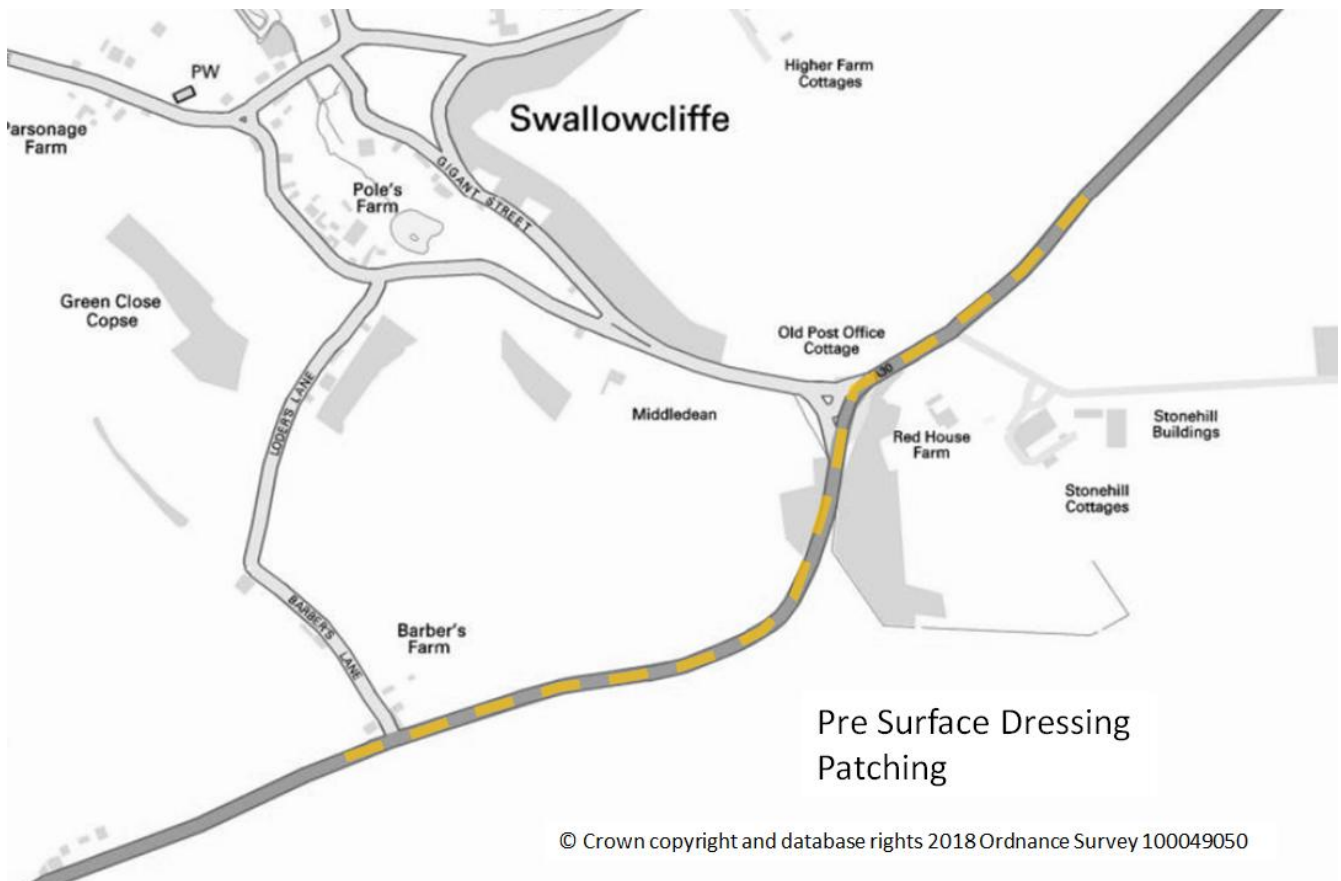 PW
Higher Farm
Cottages
Swallowcliffe
Farm
GIGANT STREET
Pole's
Farm
Green Close
Copse
Old Post Office
Cottage
LODER'S LANE
Middledean
Red House
Farm
Stonehill
Buildings
Stonehill
Cottages
BARBER'S LANE
Barber's
Farm
Pre Surface Dressing
Patching
© Crown copyright and database rights 2018 Ordnance Survey 100049050